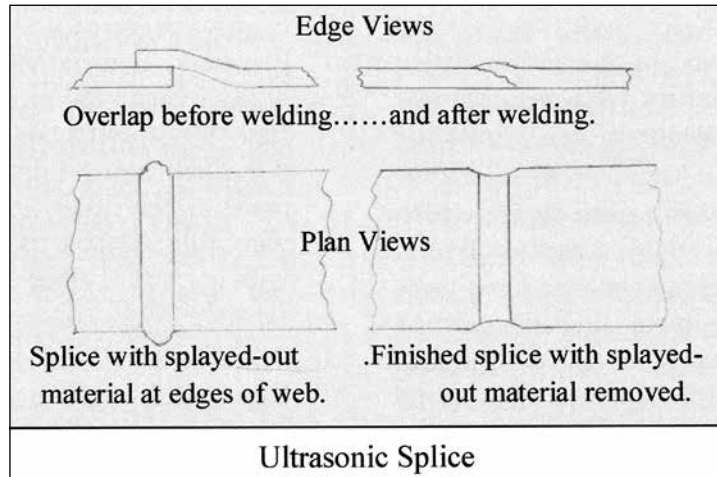 Edge Views
Overlap before welding......and after welding.
Plan Views
Splice with splayed-out
material at edges of web.
.Finished splice with splayed-
out material removed.
Ultrasonic Splice